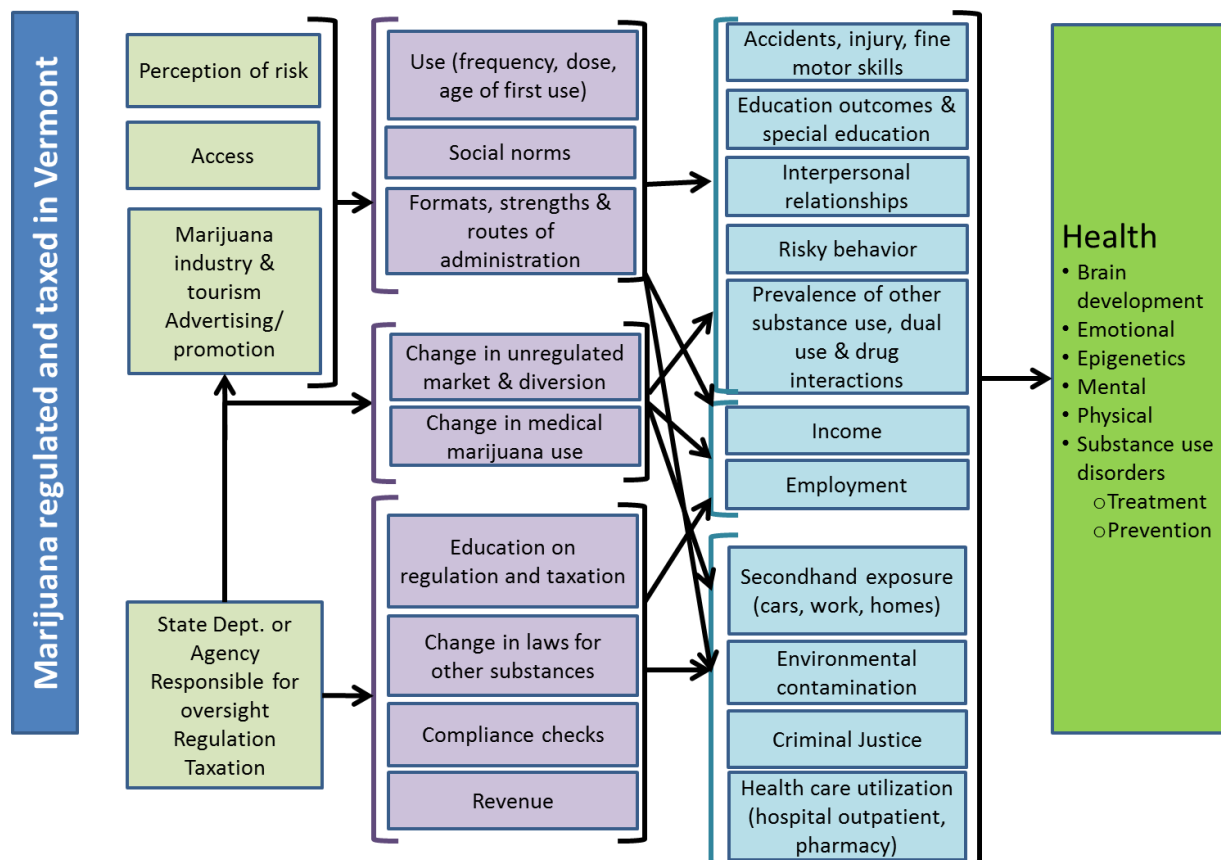 Marijuana regulated and taxed in Vermont
Perception of risk
Access
Marijuana
industry &
tourism
Advertising/
promotion
State Dept. or
Agency
Responsible for
oversight
Regulation
Taxation
Use (frequency, dose,
age of first use)
Social norms
Formats, strengths &
routes of
administration
Change in unregulated
market & diversion
Change in medical
marijuana use
Education on
regulation and taxation
Change in laws for
other substances
Compliance checks
Revenue
Accidents, injury, fine
motor skills
Education outcomes &
special education
Interpersonal
relationships
Risky behavior
Prevalence of other
substance use, dual
use & drug
interactions
Income
Employment
Secondhand exposure
(cars, work, homes)
Environmental
contamination
Criminal Justice
Health care utilization
(hospital outpatient,
pharmacy)
Health
• Brain
development
• Emotional
• Epigenetics
• Mental
• Physical
• Substance use
disorders
oTreatment
oPrevention